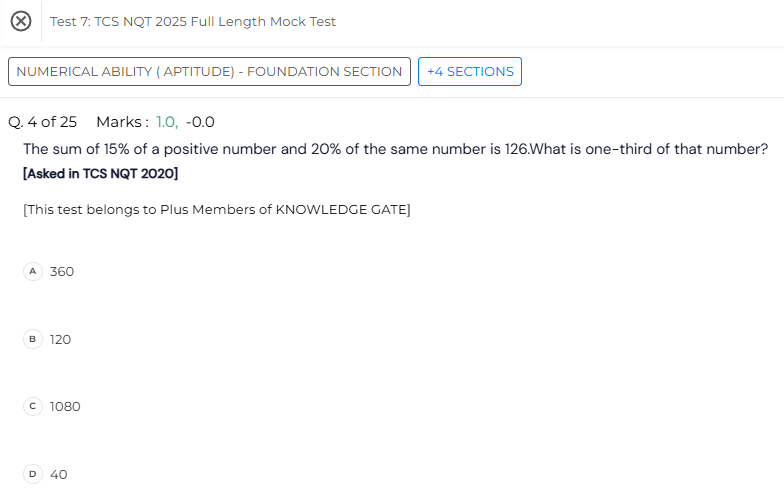 Test 7: TCS NQT 2025 Full Length Mock Test
NUMERICAL ABILITY ( APTITUDE) - FOUNDATION SECTION +4 SECTIONS
Q. 4 of 25 Marks : 1.0, -0.0
The sum of 15% of a positive number and 20% of the same number is 126.What is one-third of that number?
[Asked in TCS NQT 2020]
[This test belongs to Plus Members of KNOWLEDGE GATE]
A 360
B 120
C 1080
D 40